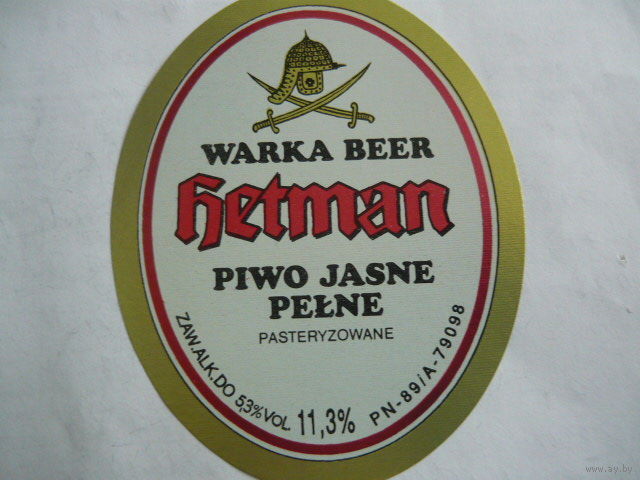 WARKA BEER
hetman
PIWO JASNE
PEŁNE
PASTERYZOWANE
ZAW.ALK.DO 5,3% VOL. 11,3% PN-89/A-79098
www.ay.by